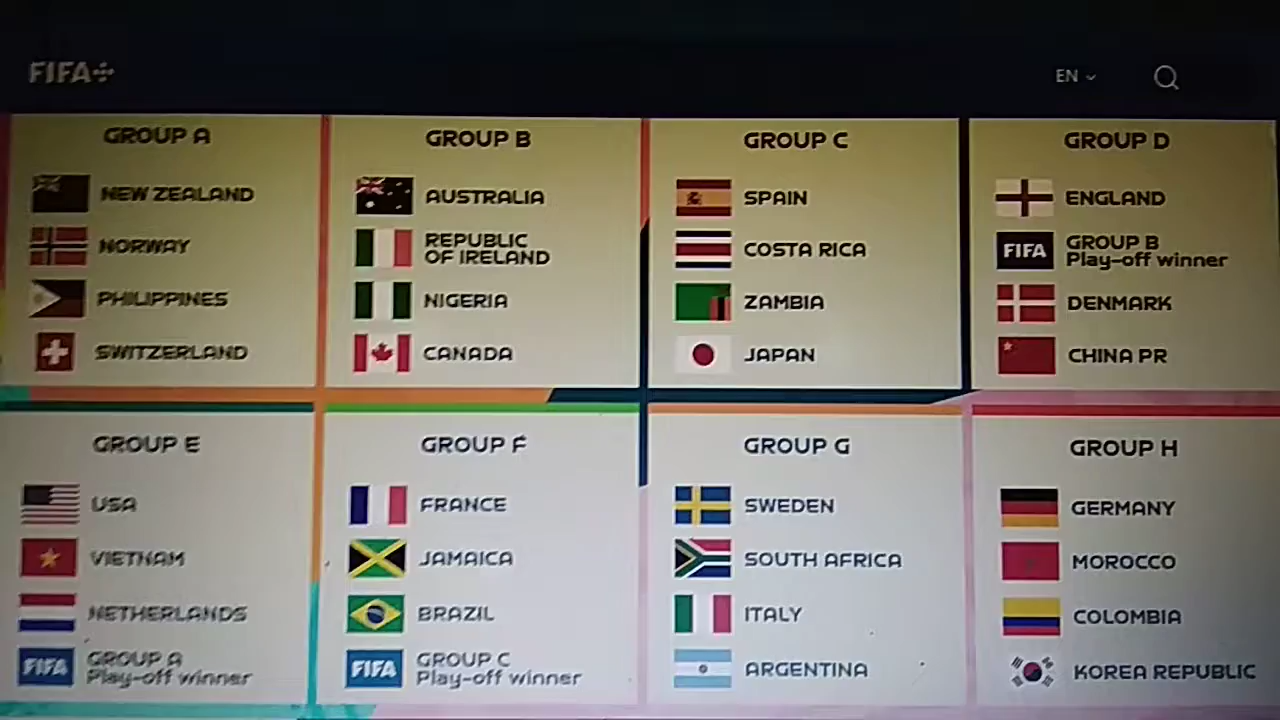 FIFA+
EN
GROUP A
NEW ZEALAND
NORWAY
PHILIPPINES
SWITZERLAND
GROUP B
AUSTRALIA
REPUBLIC
OF IRELAND
NIGERIA
CANADA
GROUP C
SPAIN
COSTA RICA
ZAMBIA
JAPAN
GROUP D
ENGLAND
FIFA
GROUP B
Play-off winner
DENMARK
CHINA PR
GROUP E
USA
VIETNAM
NETHERLANDS
FIFA
GROUP A
Play-off winner
GROUP F
FRANCE
JAMAICA
BRAZIL
FIFA
GROUP C
Play-off winner
GROUP G
SWEDEN
SOUTH AFRICA
ITALY
ARGENTINA
GROUP H
GERMANY
MOROCCO
COLOMBIA
KOREA REPUBLIC